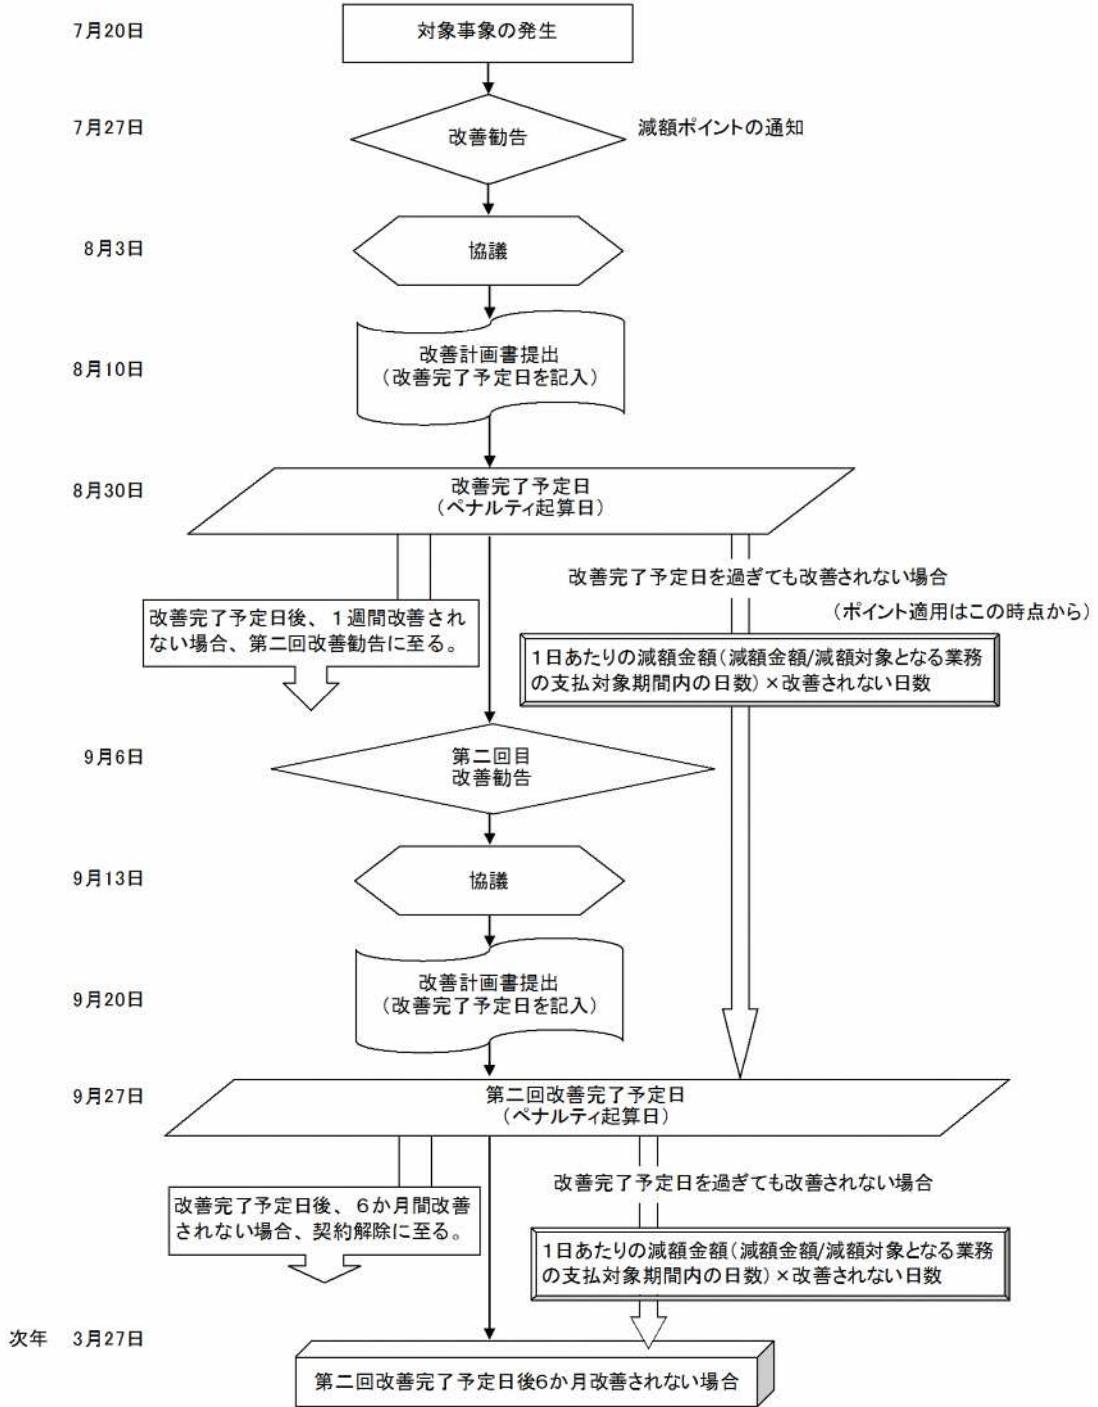 7月20日
対象事象の発生
7月27日
改善勧告
減額ポイントの通知
8月3日
協議
8月10日
改善計画書提出
（改善完了予定日を記入）
8月30日
改善完了予定日
（ペナルティ起算日）
改善完了予定日を過ぎても改善されない場合
（ポイント適用はこの時点から）
改善完了予定日後、１週間改善され
ない場合、第二回改善勧告に至る。
１日あたりの減額金額（減額金額/減額対象となる業務
の支払対象期間内の日数）×改善されない日数
9月6日
第二回目
改善勧告
9月13日
協議
9月20日
改善計画書提出
（改善完了予定日を記入）
9月27日
第二回改善完了予定日
（ペナルティ起算日）
改善完了予定日を過ぎても改善されない場合
改善完了予定日後、６か月間改善
されない場合、契約解除に至る。
１日あたりの減額金額（減額金額/減額対象となる業務
の支払対象期間内の日数）×改善されない日数
次年　3月27日
第二回改善完了予定日後6か月改善されない場合